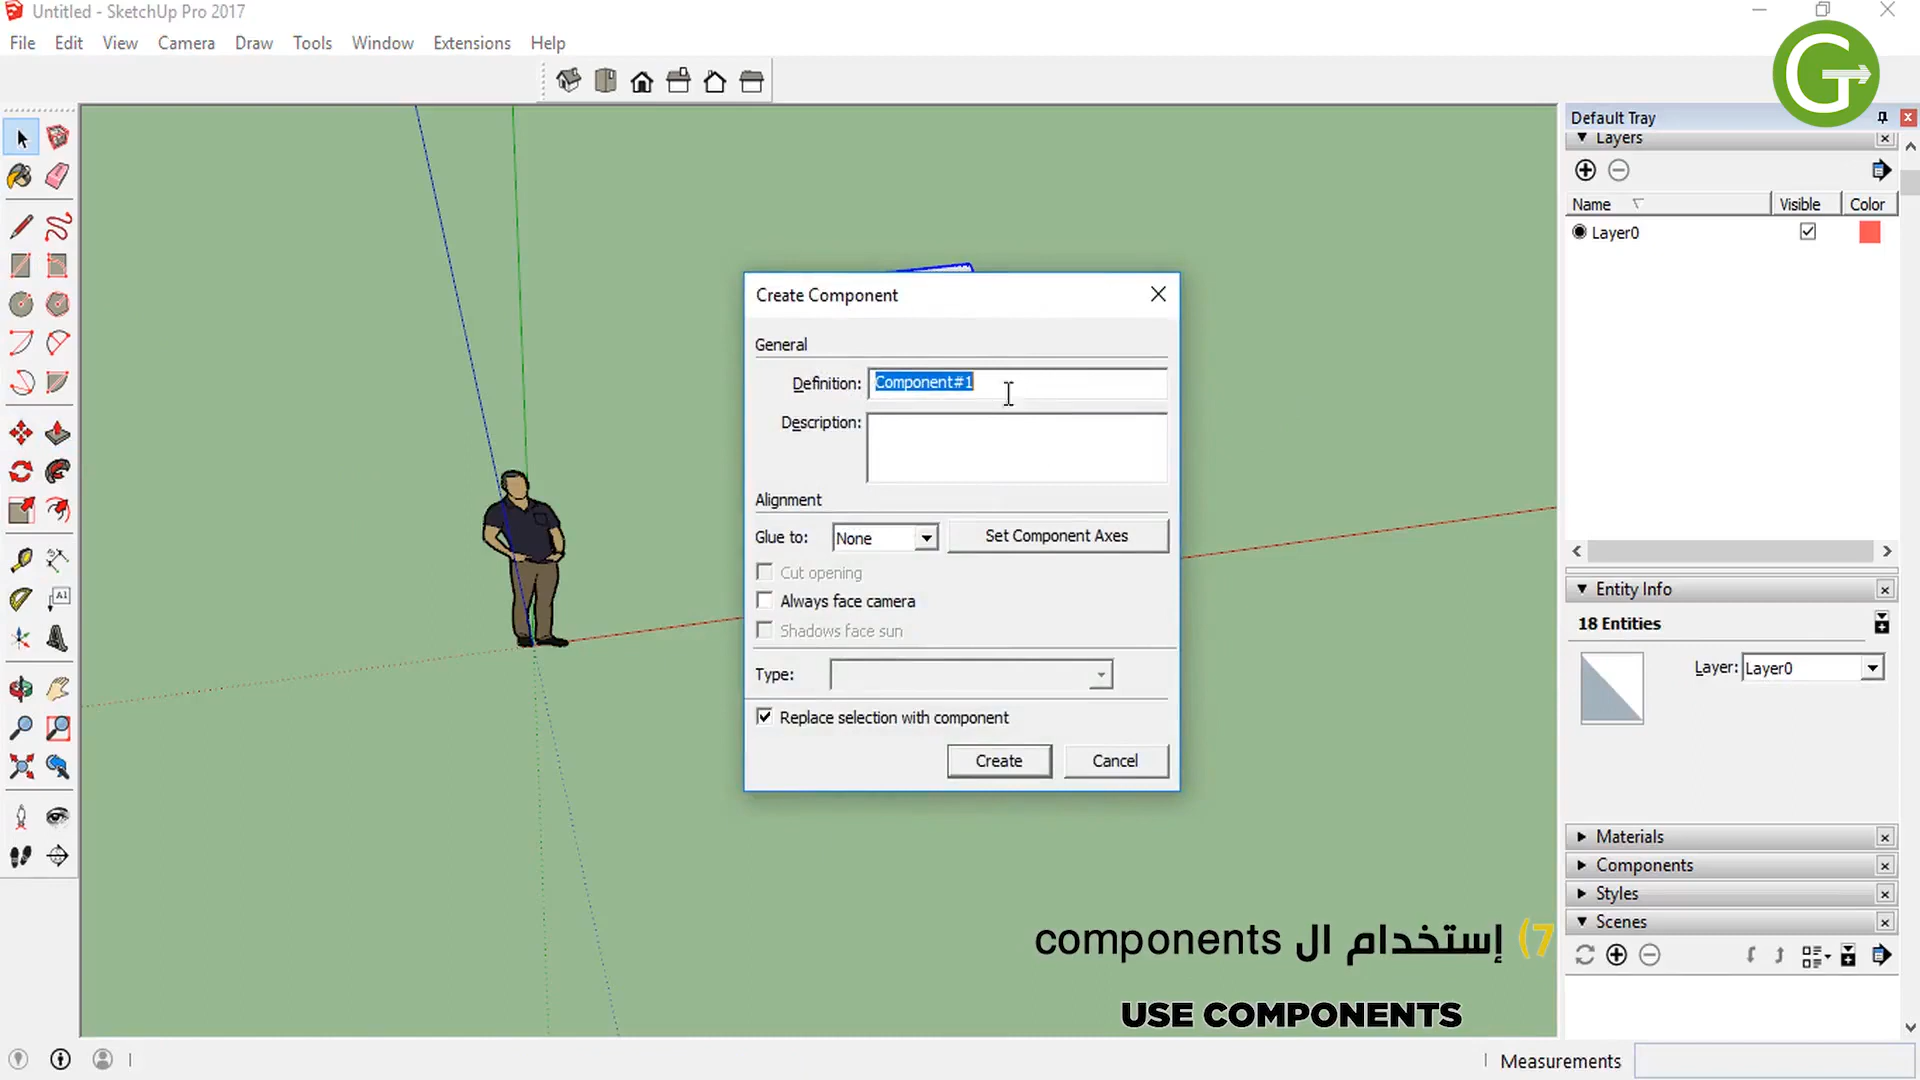 Untitled - SketchUp Pro 2017
File Edit View Camera Draw Tools Window Extensions Help
G
Default Tray
Layers
Name Visible Color
Layer0
Create Component
General
Definition: Component#1
Description:
Alignment
Glue to: None Set Component Axes
Cut opening
Always face camera
Shadows face sun
Type:
Replace selection with component
Create Cancel
Entity Info
18 Entities
Layer: Layer0
Materials
Components
Styles
Scenes
A1
7) إستخدام ال components
USE COMPONENTS
Measurements